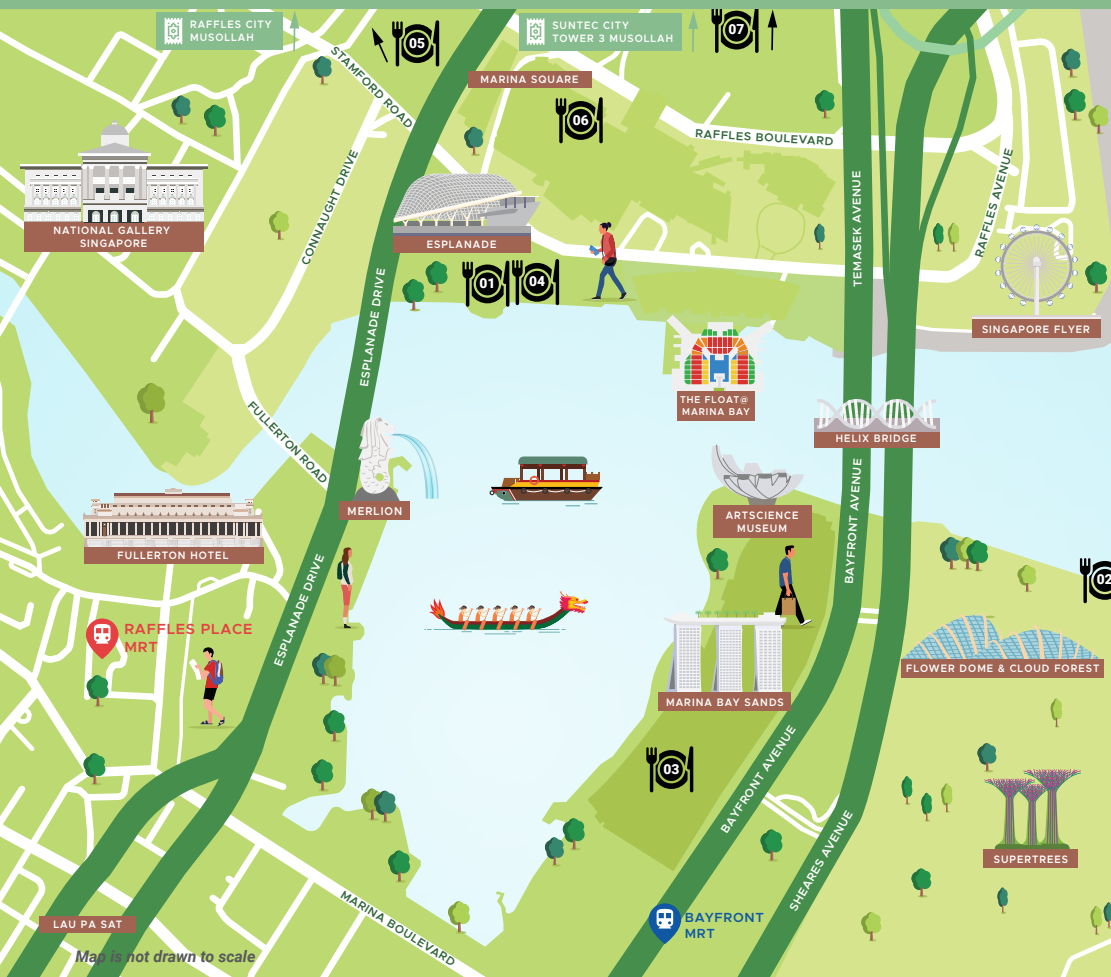 RAFFLES CITY
MUSOLLAH
05
SUNTEC CITY
TOWER 3 MUSOLLAH
07
STAMFORD ROAD
MARINA SQUARE
06
RAFFLES BOULEVARD
CONNAUGHT DRIVE
TEMASEK AVENUE
RAFFLES AVENUE
NATIONAL GALLERY
SINGAPORE
ESPLANADE
01
04
ESPLANADE DRIVE
SINGAPORE FLYER
THE FLOAT@
MARINA BAY
HELIX BRIDGE
FULLERTON ROAD
MERLION
ARTSCIENCE
MUSEUM
BAYFRONT AVENUE
FULLERTON HOTEL
02
ESPLANADE DRIVE
RAFFLES PLACE
MRT
FLOWER DOME & CLOUD FOREST
MARINA BAY SANDS
03
BAYFRONT AVENUE
SHEARES AVENUE
SUPERTREES
LAU PA SAT
MARINA BOULEVARD
BAYFRONT
MRT
Map is not drawn to scale